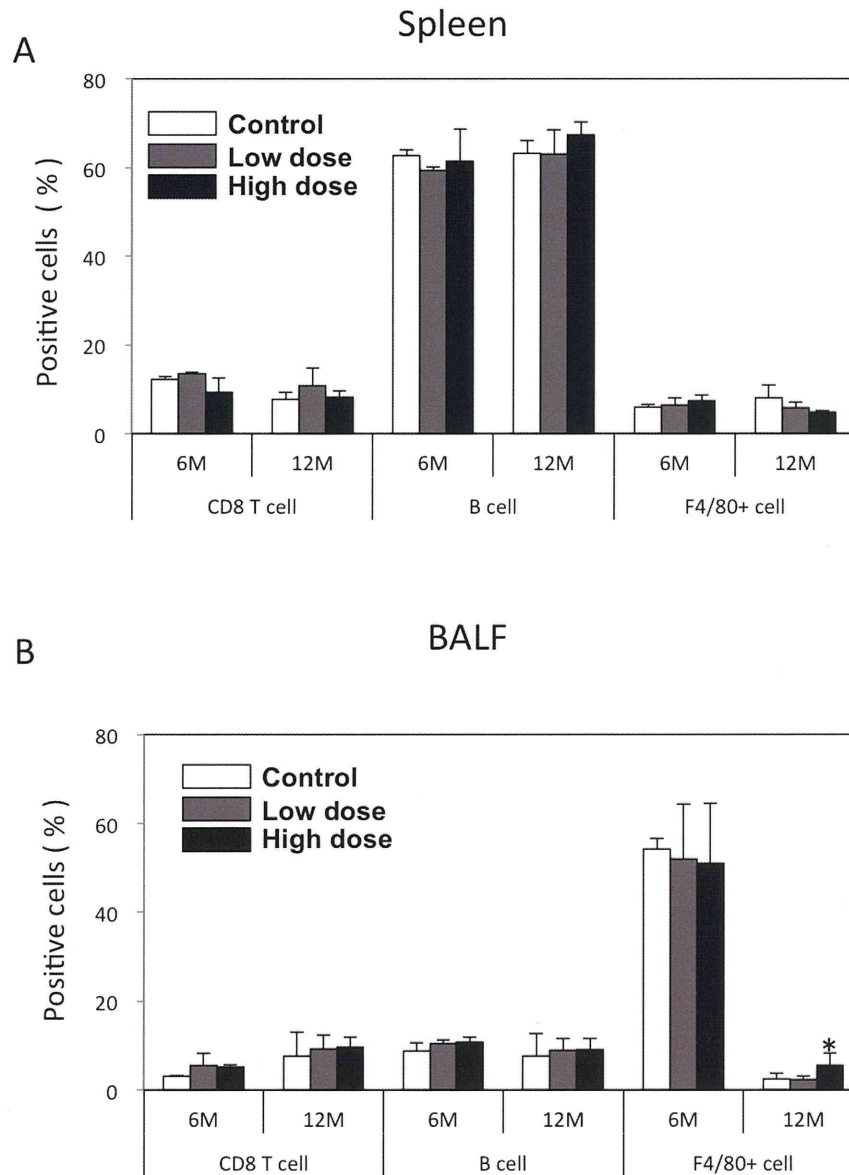 Spleen
A
80
60
40
20
0
Positive cells ( % )
Control
Low dose
High dose
6M 12M 6M 12M 6M 12M
CD8 T cell B cell F4/80+ cell
BALF
B
80
60
40
20
0
Positive cells ( % )
Control
Low dose
High dose
*
6M 12M 6M 12M 6M 12M
CD8 T cell B cell F4/80+ cell